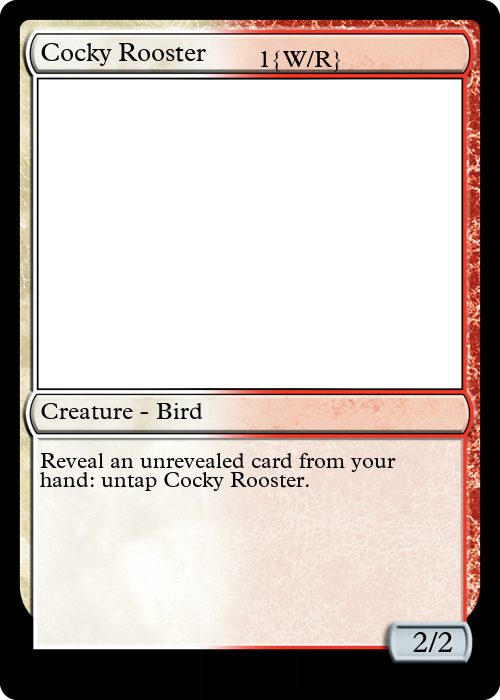 Cocky Rooster 1{W/R}
Creature - Bird
Reveal an unrevealed card from your
hand: untap Cocky Rooster.
2/2